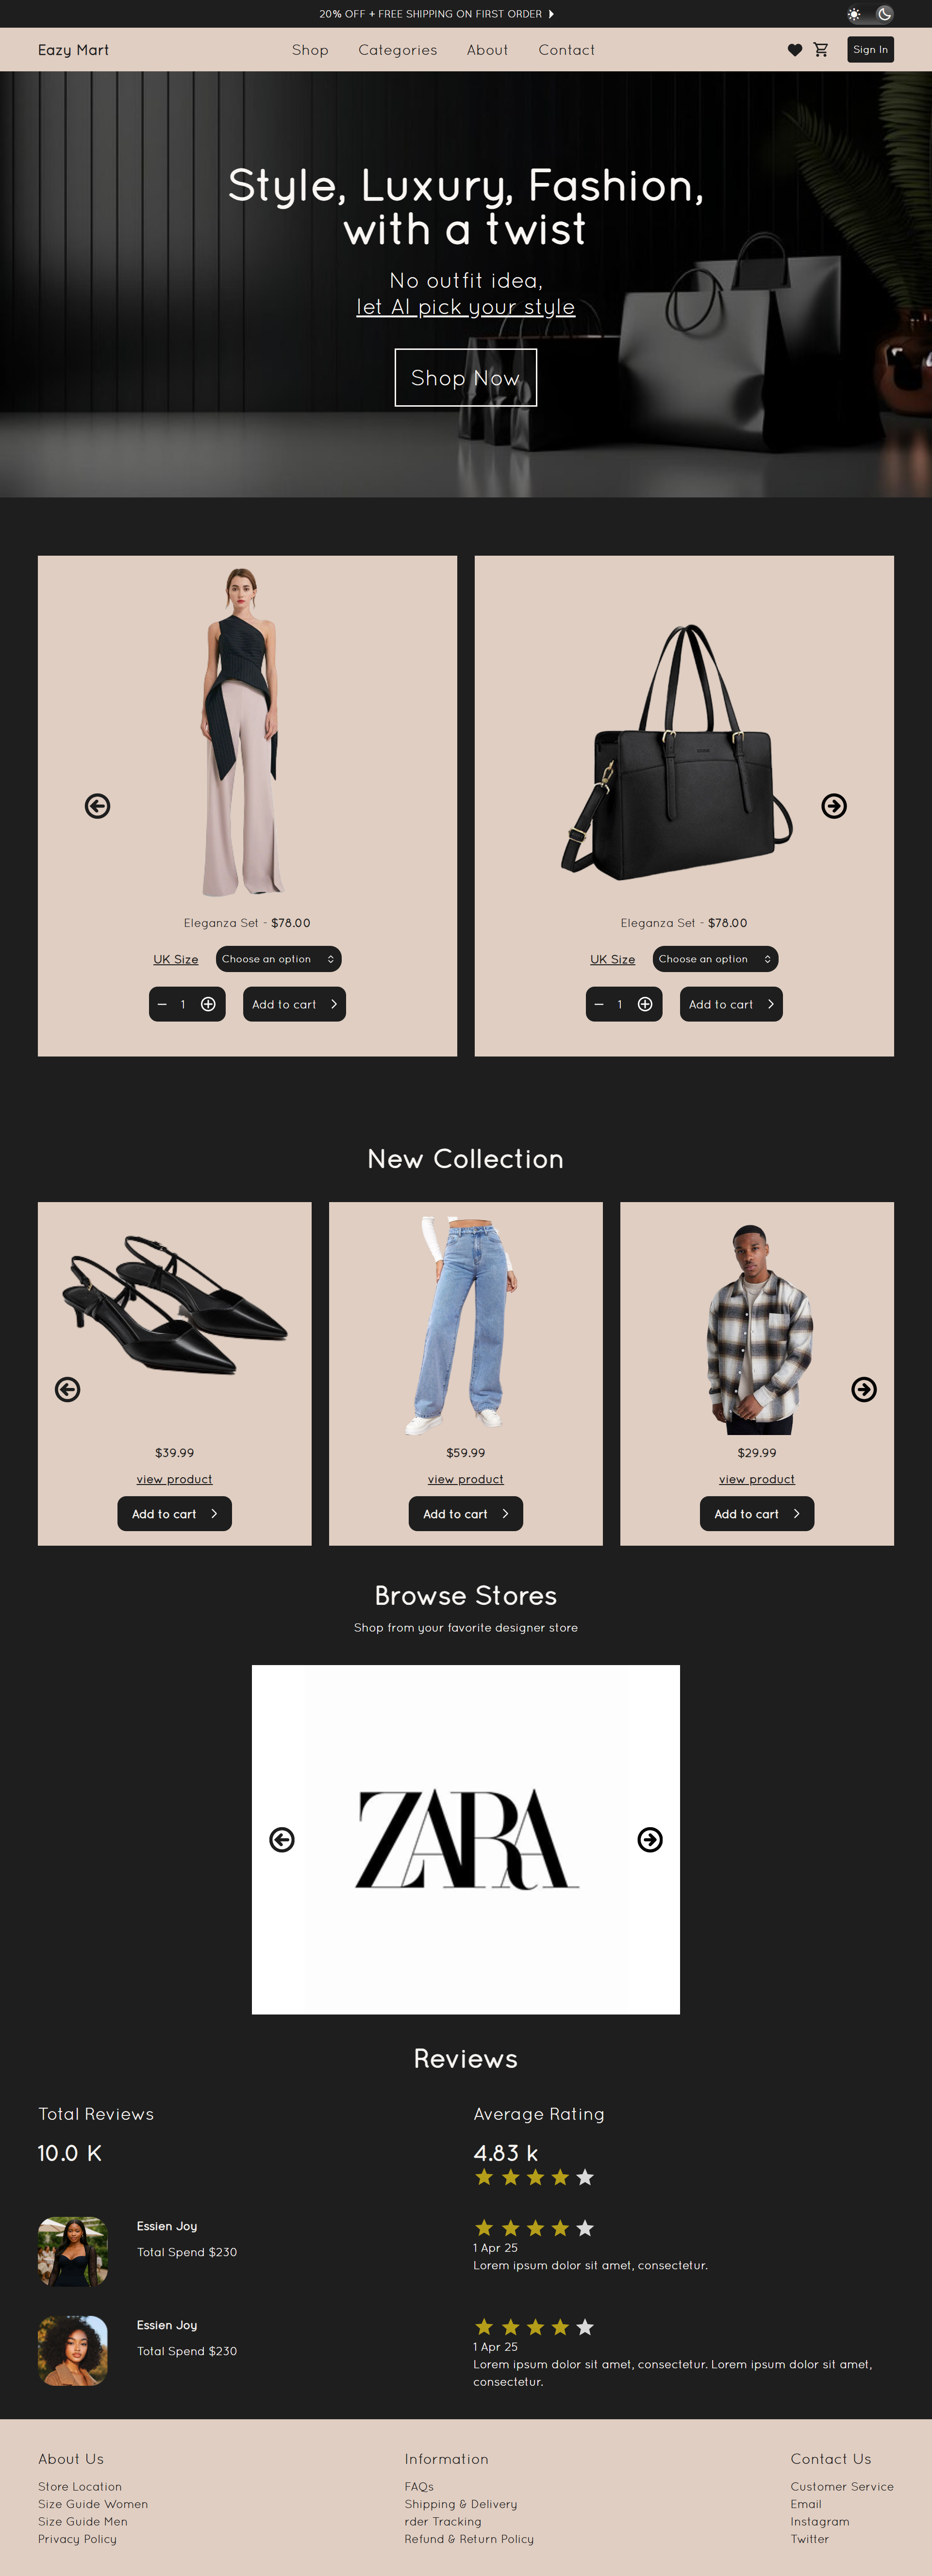 20% OFF + FREE SHIPPING ON FIRST ORDER
Eazy Mart
Shop
Categories
About
Contact
Sign In
Style, Luxury, Fashion,
with a twist
No outfit idea,
let AI pick your style
Shop Now
Eleganza Set - $78.00
UK Size
Choose an option
1
Add to cart
Eleganza Set - $78.00
UK Size
Choose an option
1
Add to cart
New Collection
$39.99
view product
Add to cart
$59.99
view product
Add to cart
$29.99
view product
Add to cart
Browse Stores
Shop from your favorite designer store
ZARA
Reviews
Total Reviews
10.0 K
Average Rating
4.83 k
Essien Joy
Total Spend $230
1 Apr 25
Lorem ipsum dolor sit amet, consectetur.
Essien Joy
Total Spend $230
1 Apr 25
Lorem ipsum dolor sit amet, consectetur. Lorem ipsum dolor sit amet,
consectetur.
About Us
Store Location
Size Guide Women
Size Guide Men
Privacy Policy
Information
FAQs
Shipping & Delivery
rder Tracking
Refund & Return Policy
Contact Us
Customer Service
Email
Instagram
Twitter